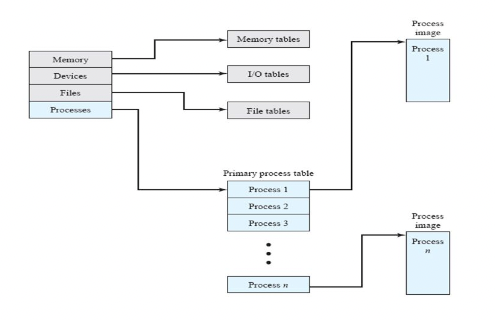 Memory
Devices
Files
Processes
Memory tables
I/O tables
File tables
Primary process table
Process 1
Process 2
Process 3
Process n
Process
image
Process
1
Process
image
Process
n